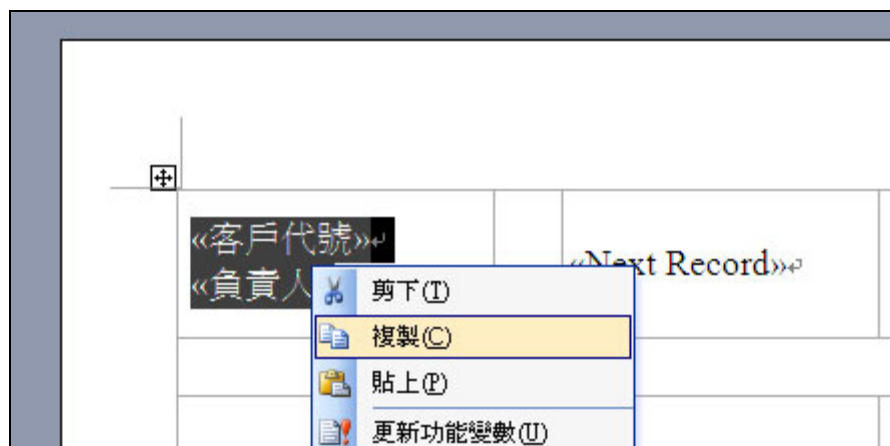 «客戶代號»
«負責人
«Next Record»
剪下(T)
複製(C)
貼上(P)
更新功能變數(U)